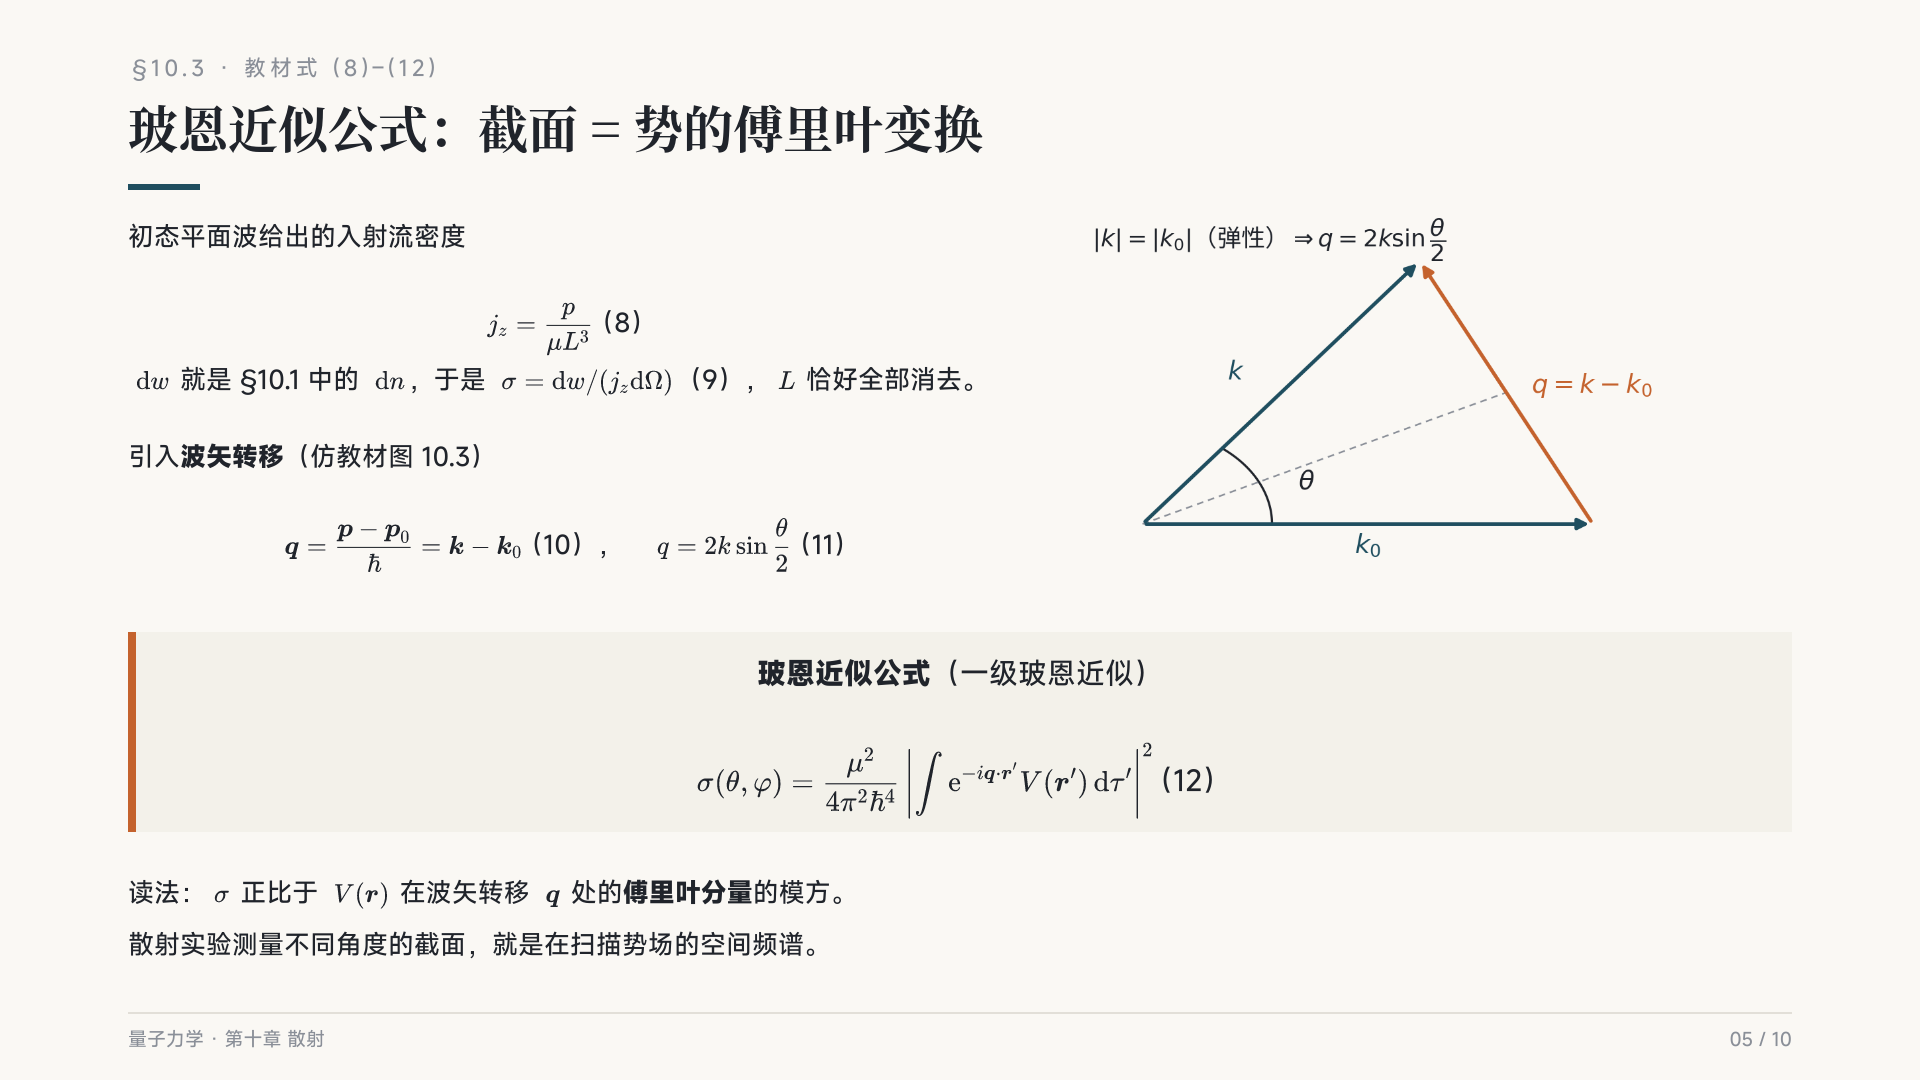 §10.3 · 教材式 (8)–(12)
玻恩近似公式：截面 = 势的傅里叶变换
初态平面波给出的入射流密度
j_z = p / μL³ (8)
dw 就是 §10.1 中的 dn，于是 σ = dw/(j_z dΩ) (9)， L 恰好全部消去。
引入波矢转移（仿教材图 10.3）
q = (p − p₀)/ħ = k − k₀ (10)， q = 2k sin θ/2 (11)
|k| = |k₀|（弹性） ⇒ q = 2k sin θ/2
k
q = k − k₀
θ
k₀
玻恩近似公式（一级玻恩近似）
σ(θ, φ) = μ²/(4π²ħ⁴) |∫ e^{−iq·r′} V(r′) dτ′|² (12)
读法： σ 正比于 V(r) 在波矢转移 q 处的傅里叶分量的模方。
散射实验测量不同角度的截面，就是在扫描势场的空间频谱。
量子力学 · 第十章 散射
05 / 10